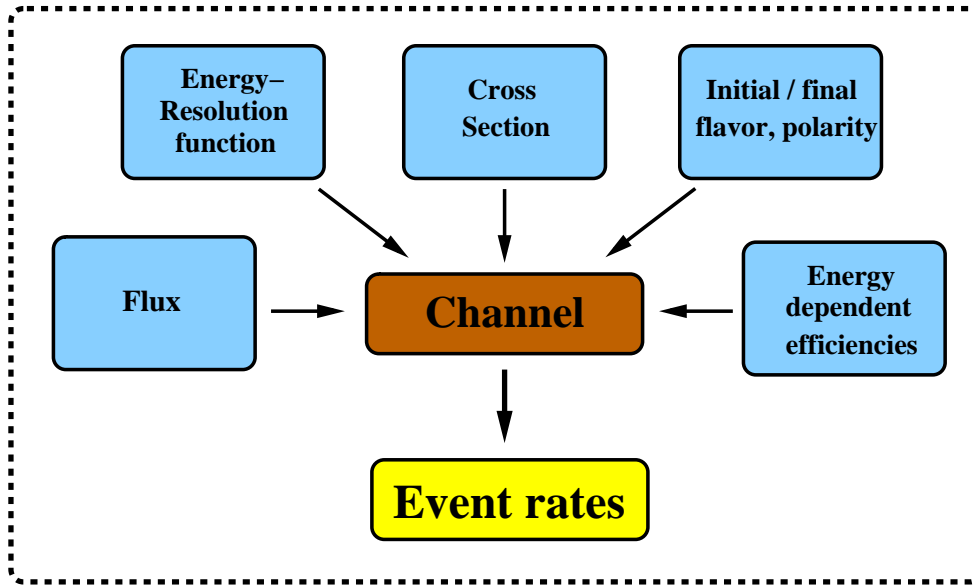 Energy–
Resolution
function
Cross
Section
Initial / final
flavor, polarity
Flux
Channel
Energy
dependent
efficiencies
Event rates